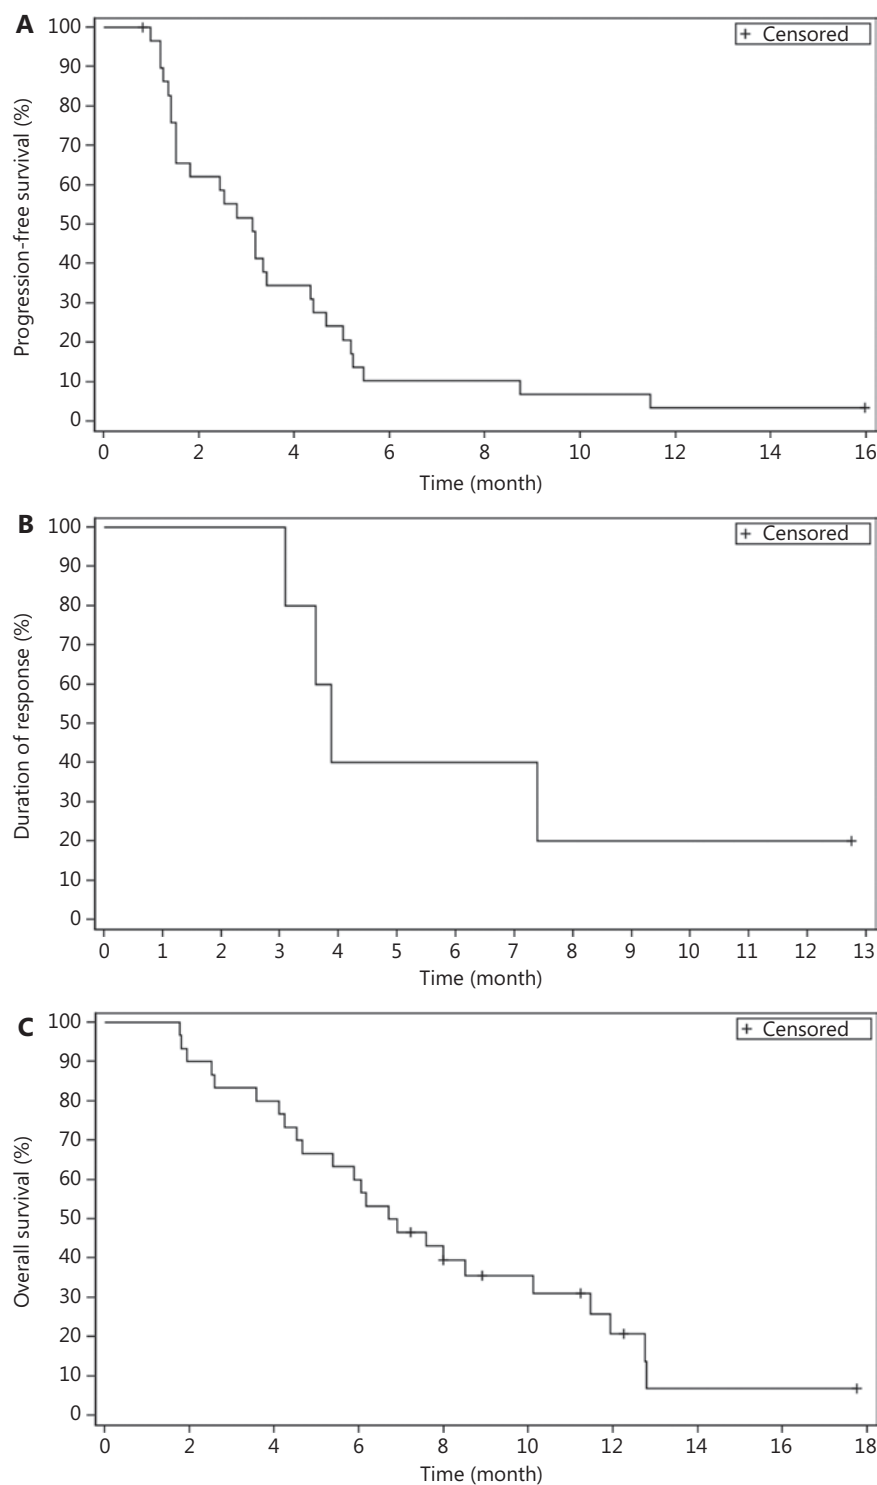 A
Progression-free survival (%)
100
90
80
70
60
50
40
30
20
10
0
+ Censored
0 2 4 6 8 10 12 14 16
Time (month)
B
Duration of response (%)
100
90
80
70
60
50
40
30
20
10
0
+ Censored
0 1 2 3 4 5 6 7 8 9 10 11 12 13
Time (month)
C
Overall survival (%)
100
90
80
70
60
50
40
30
20
10
0
+ Censored
0 2 4 6 8 10 12 14 16 18
Time (month)